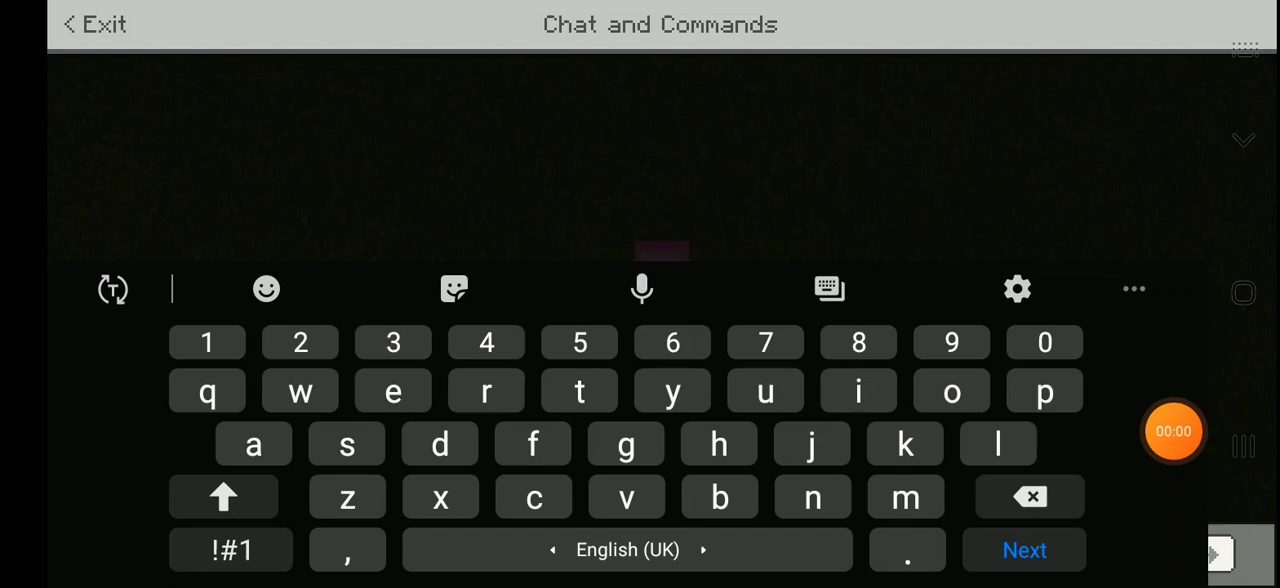 < Exit
Chat and Commands
T
1 2 3 4 5 6 7 8 9 0
q w e r t y u i o p
a s d f g h j k l
00:00
z x c v b n m
!#1 , English (UK) . Next